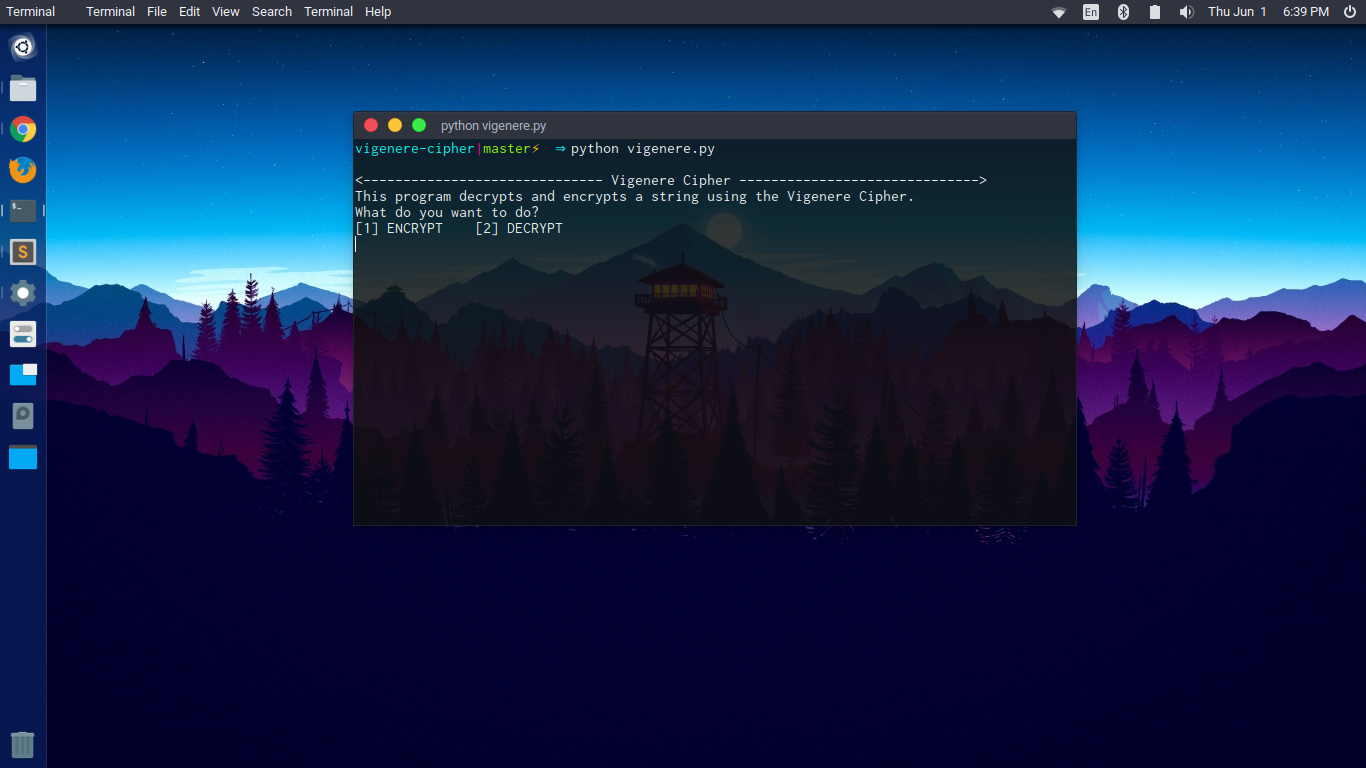 Terminal Terminal File Edit View Search Terminal Help En Thu Jun 1 6:39 PM
python vigenere.py
vigenere-cipher|master⚡ ⇒ python vigenere.py
<------------------------------ Vigenere Cipher ------------------------------>
This program decrypts and encrypts a string using the Vigenere Cipher.
What do you want to do?
[1] ENCRYPT [2] DECRYPT
$-
S